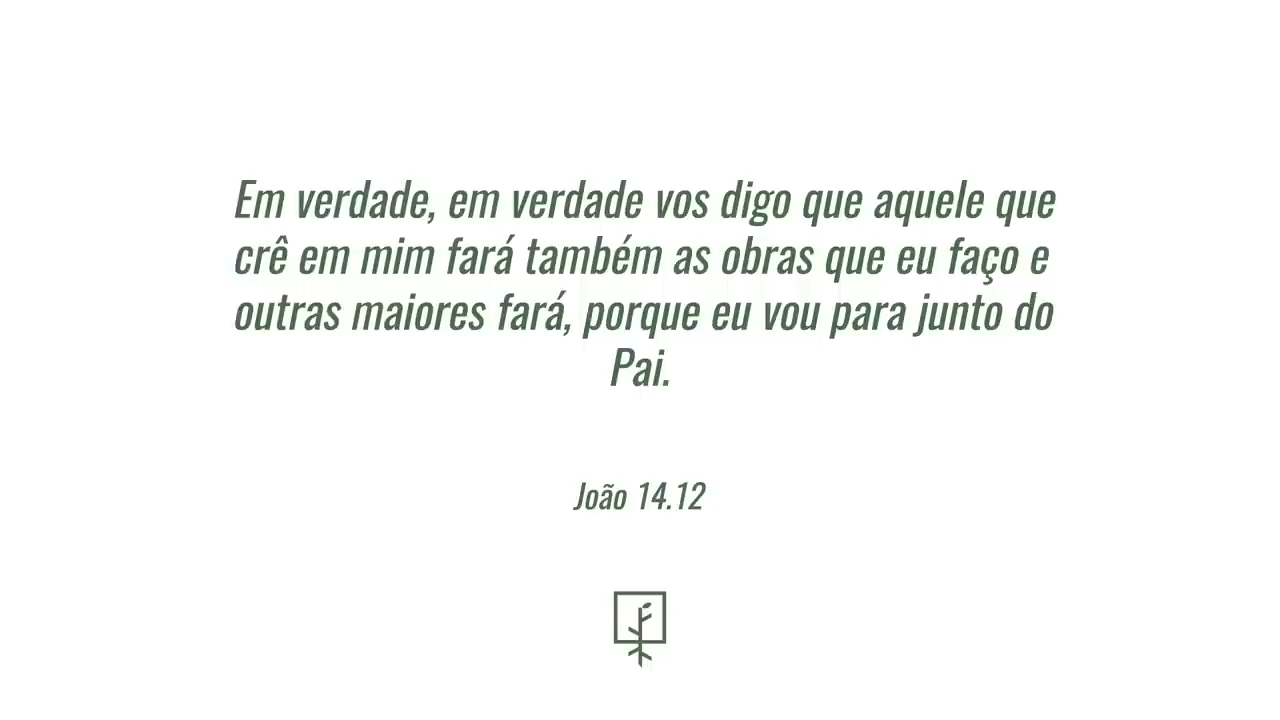 Em verdade, em verdade vos digo que aquele que
crê em mim fará também as obras que eu faço e
outras maiores fará, porque eu vou para junto do
Pai.
João 14.12